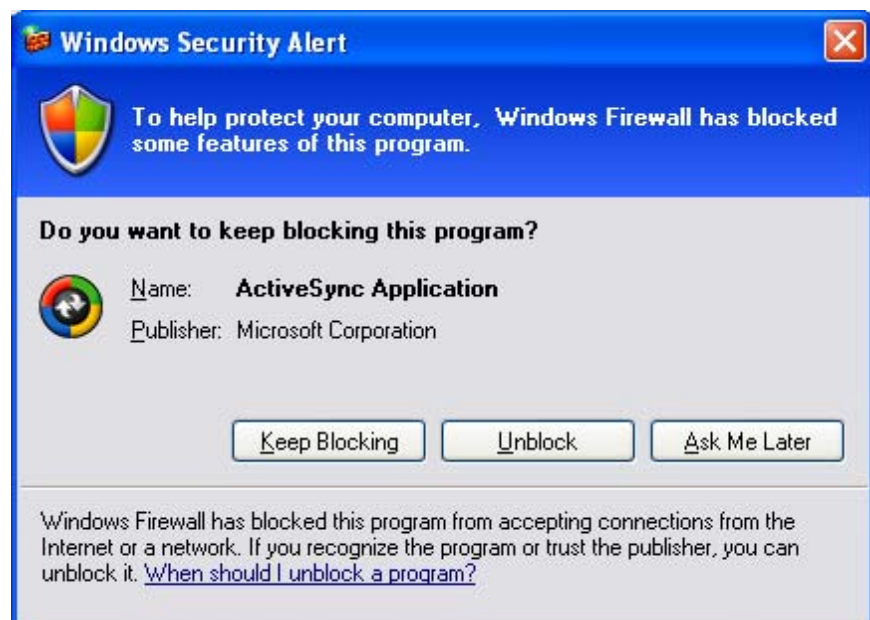 Windows Security Alert
To help protect your computer, Windows Firewall has blocked
some features of this program.
Do you want to keep blocking this program?
Name: ActiveSync Application
Publisher: Microsoft Corporation
Keep Blocking Unblock Ask Me Later
Windows Firewall has blocked this program from accepting connections from the
Internet or a network. If you recognize the program or trust the publisher, you can
unblock it. When should I unblock a program?